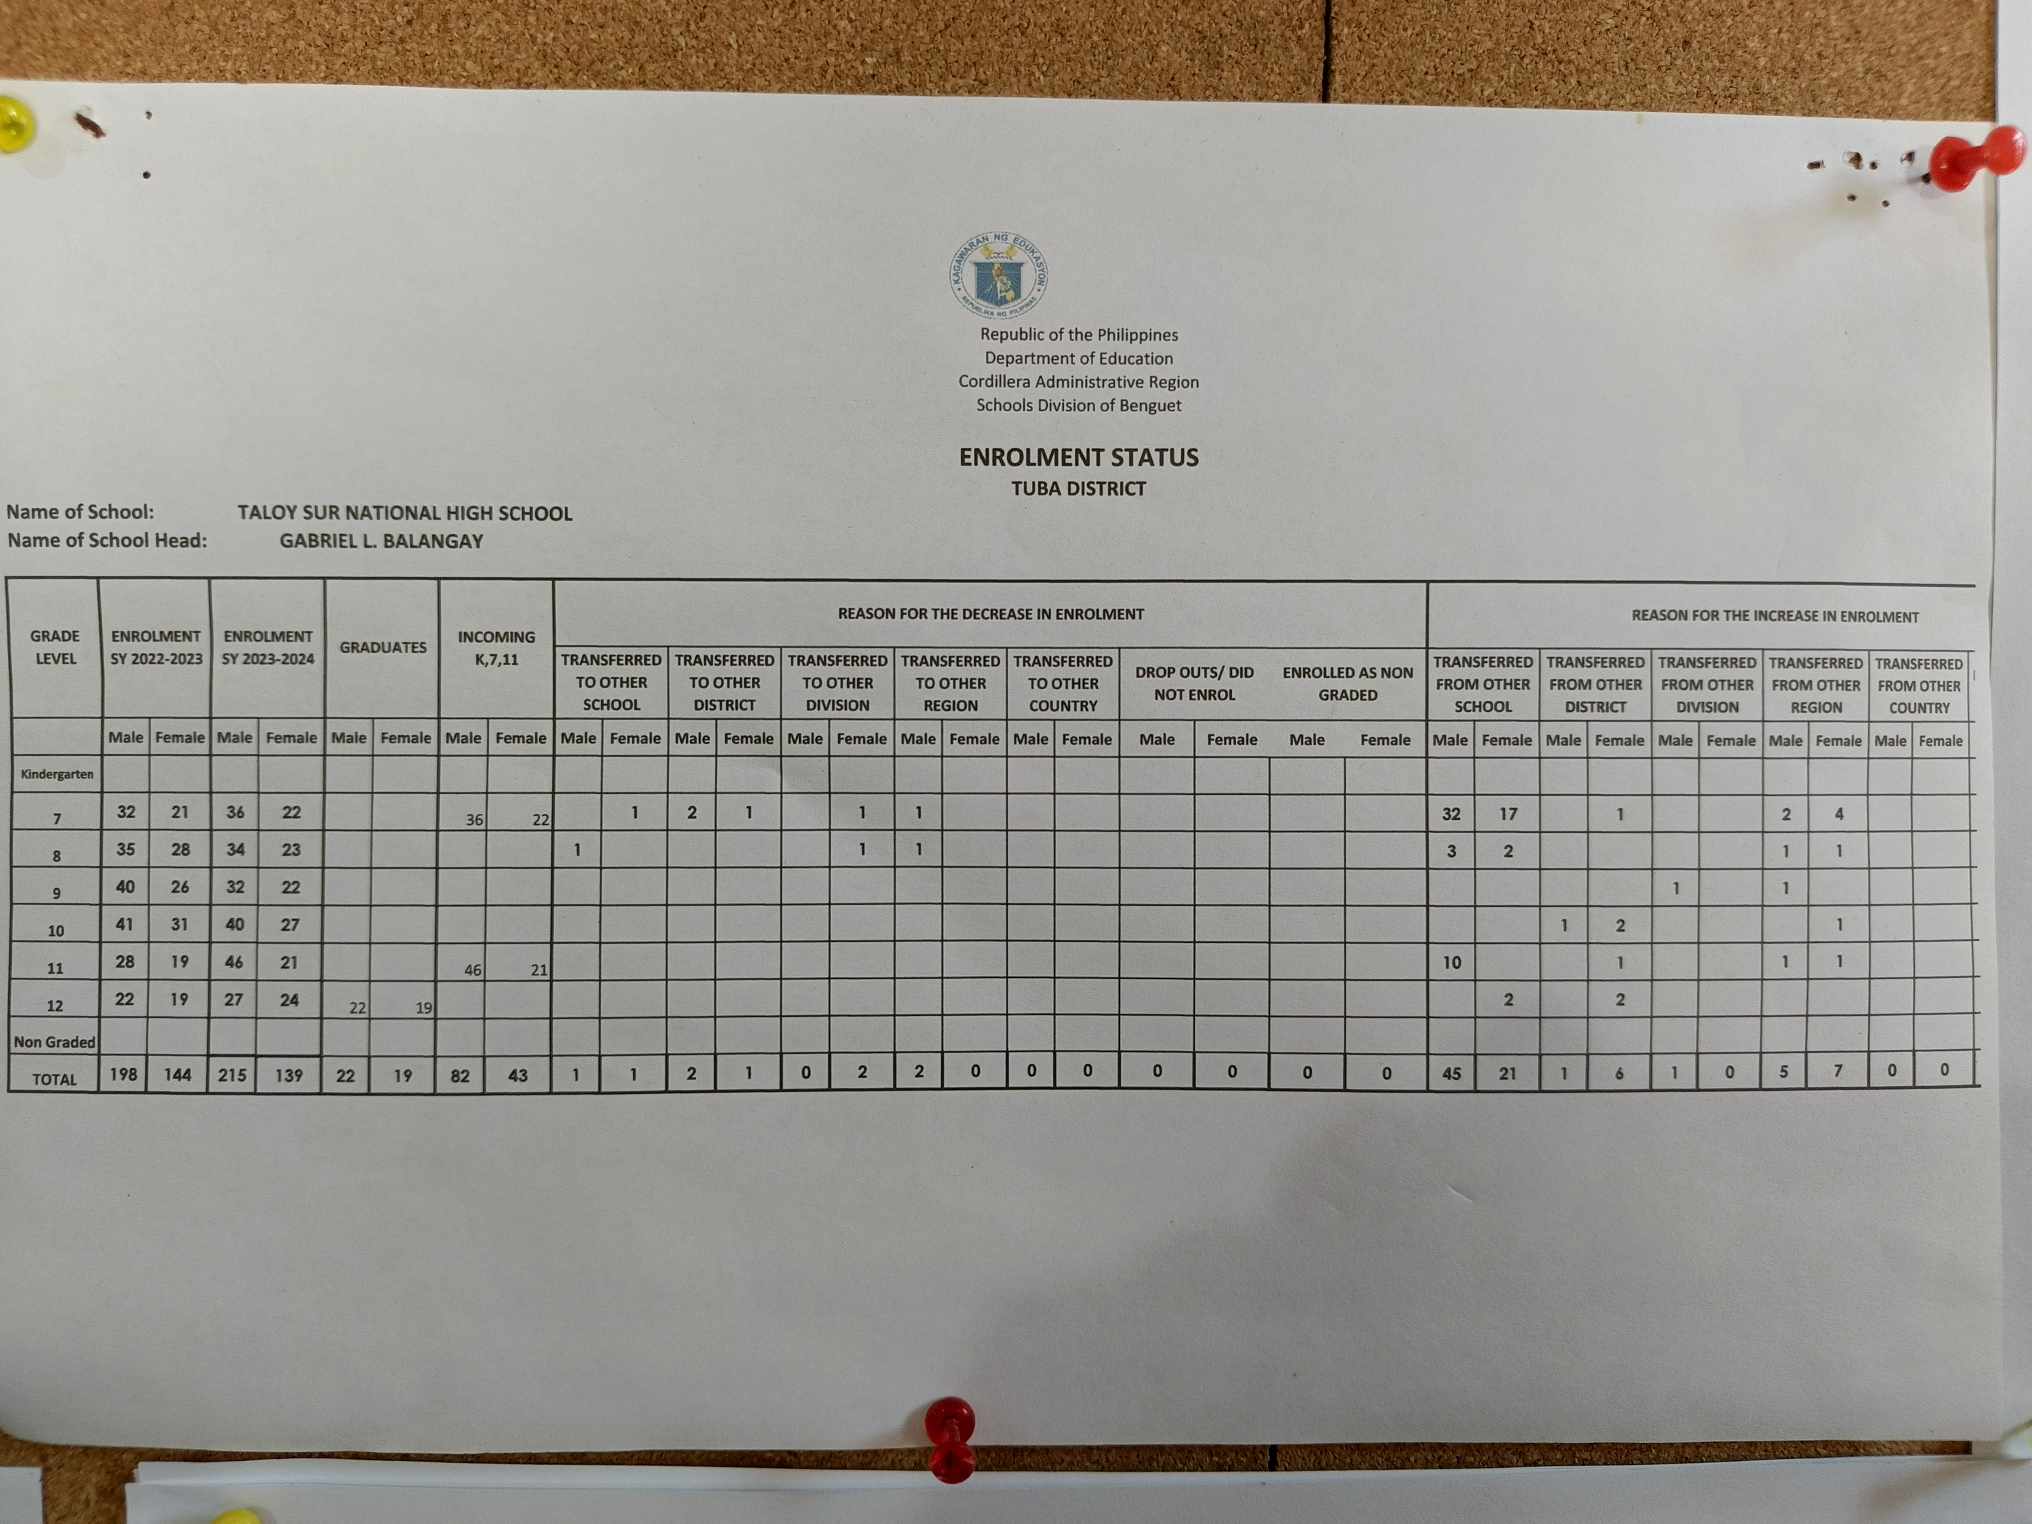 KAGAWARAN NG EDUKASYON
REPUBLIKA NG PILIPINAS
Republic of the Philippines
Department of Education
Cordillera Administrative Region
Schools Division of Benguet
ENROLMENT STATUS
TUBA DISTRICT
Name of School: TALOY SUR NATIONAL HIGH SCHOOL
Name of School Head: GABRIEL L. BALANGAY
REASON FOR THE DECREASE IN ENROLMENT REASON FOR THE INCREASE IN ENROLMENT
GRADE LEVEL
ENROLMENT SY 2022-2023
ENROLMENT SY 2023-2024
GRADUATES
INCOMING K,7,11
TRANSFERRED TO OTHER SCHOOL
TRANSFERRED TO OTHER DISTRICT
TRANSFERRED TO OTHER DIVISION
TRANSFERRED TO OTHER REGION
TRANSFERRED TO OTHER COUNTRY
DROP OUTS/ DID NOT ENROL
ENROLLED AS NON GRADED
TRANSFERRED FROM OTHER SCHOOL
TRANSFERRED FROM OTHER DISTRICT
TRANSFERRED FROM OTHER DIVISION
TRANSFERRED FROM OTHER REGION
TRANSFERRED FROM OTHER COUNTRY
Male Female Male Female Male Female Male Female Male Female Male Female Male Female Male Female Male Female Male Female Male Female Male Female Male Female Male Female Male Female Male Female
Kindergarten
7 32 21 36 22 36 22 1 2 1 1 1 32 17 1 2 4
8 35 28 34 23 1 1 1 3 2 1 1
9 40 26 32 22 1 1
10 41 31 40 27 1 2 1
11 28 19 46 21 46 21 10 1 1 1
12 22 19 27 24 22 19 2 2
Non Graded
TOTAL 198 144 215 139 22 19 82 43 1 1 2 1 0 2 2 0 0 0 0 0 0 0 45 21 1 6 1 0 5 7 0 0